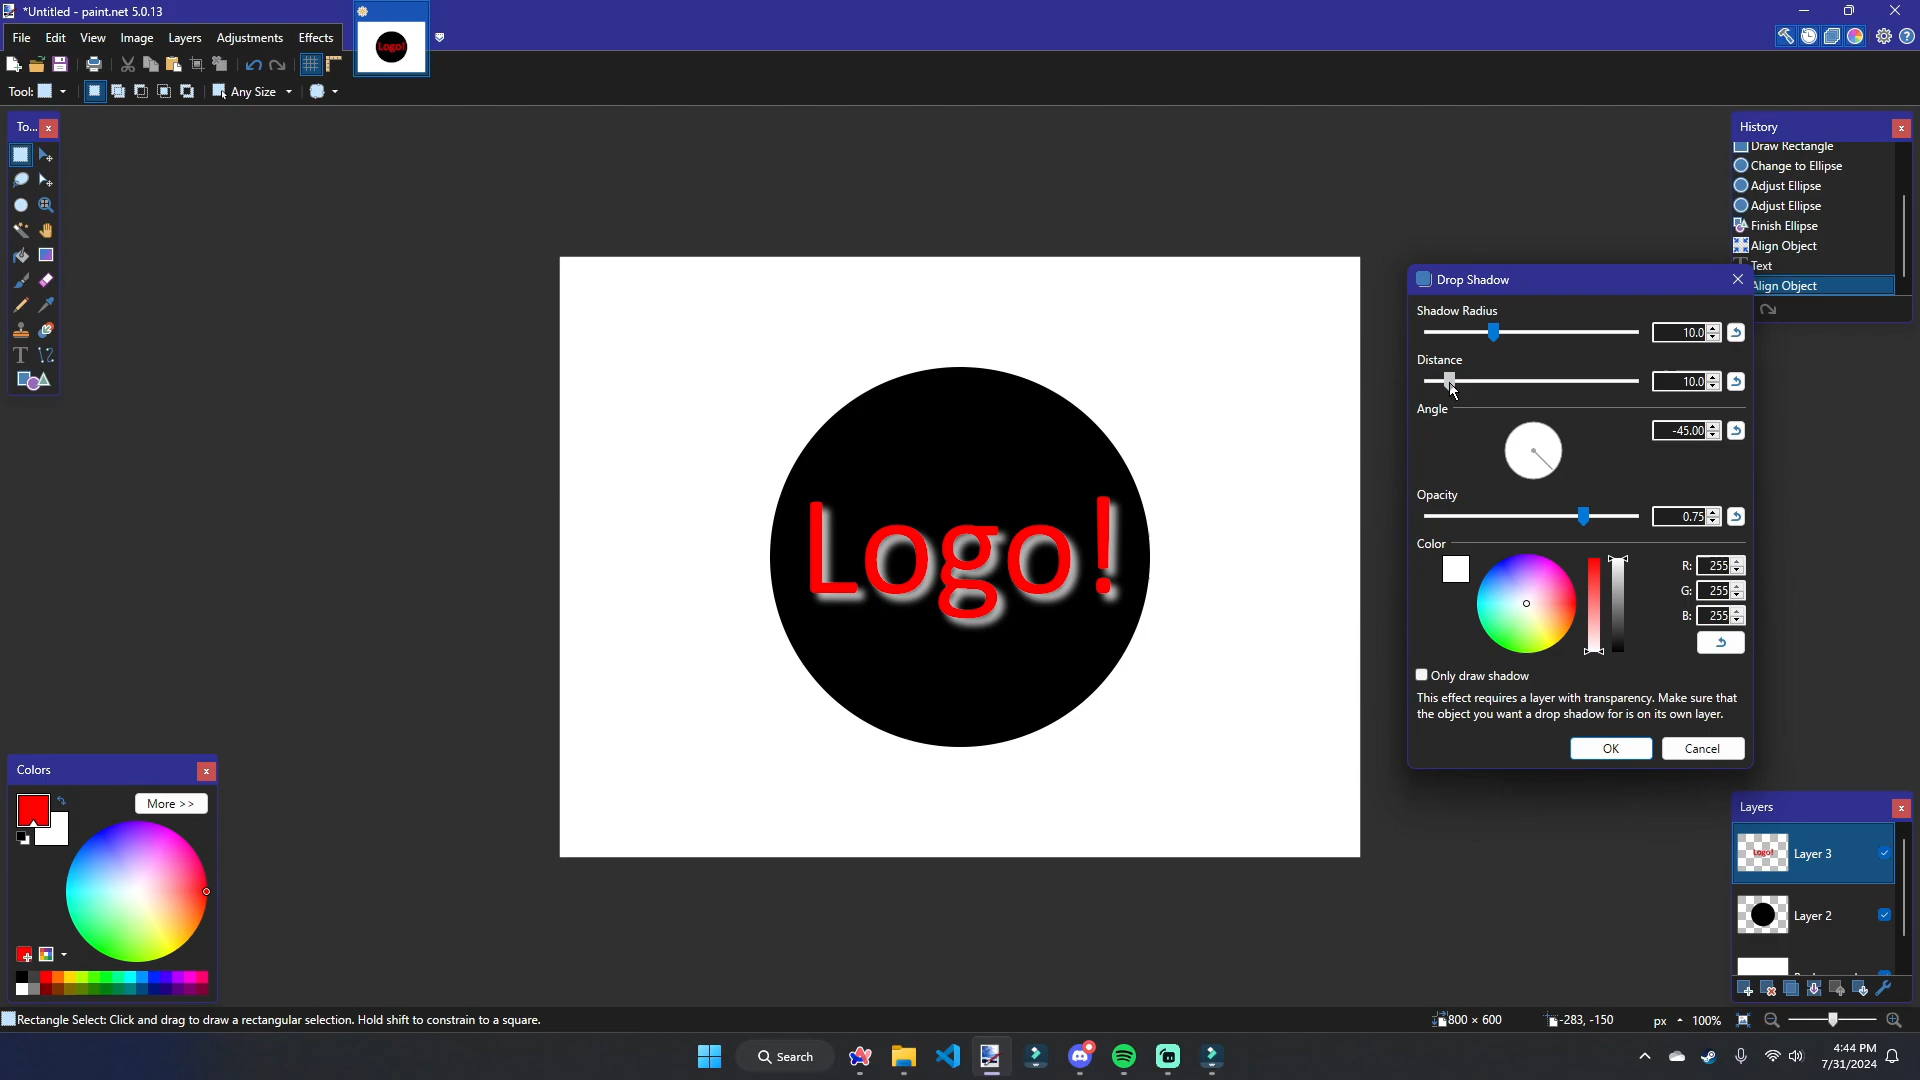 *Untitled - paint.net 5.0.13
File Edit View Image Layers Adjustments Effects
Logo!
Tool: Any Size
To...
History
Draw Rectangle
Change to Ellipse
Adjust Ellipse
Adjust Ellipse
Finish Ellipse
Align Object
Text
Align Object
Drop Shadow
Shadow Radius
10.0
Distance
10.0
Angle
-45.00
Opacity
0.75
Color
R: 255
G: 255
B: 255
Only draw shadow
This effect requires a layer with transparency. Make sure that
the object you want a drop shadow for is on its own layer.
OK Cancel
Logo!
Colors
More >>
Layers
Logo!
Layer 3
Layer 2
Rectangle Select: Click and drag to draw a rectangular selection. Hold shift to constrain to a square.
800 × 600 -283, -150 px 100%
Search
4:44 PM
7/31/2024